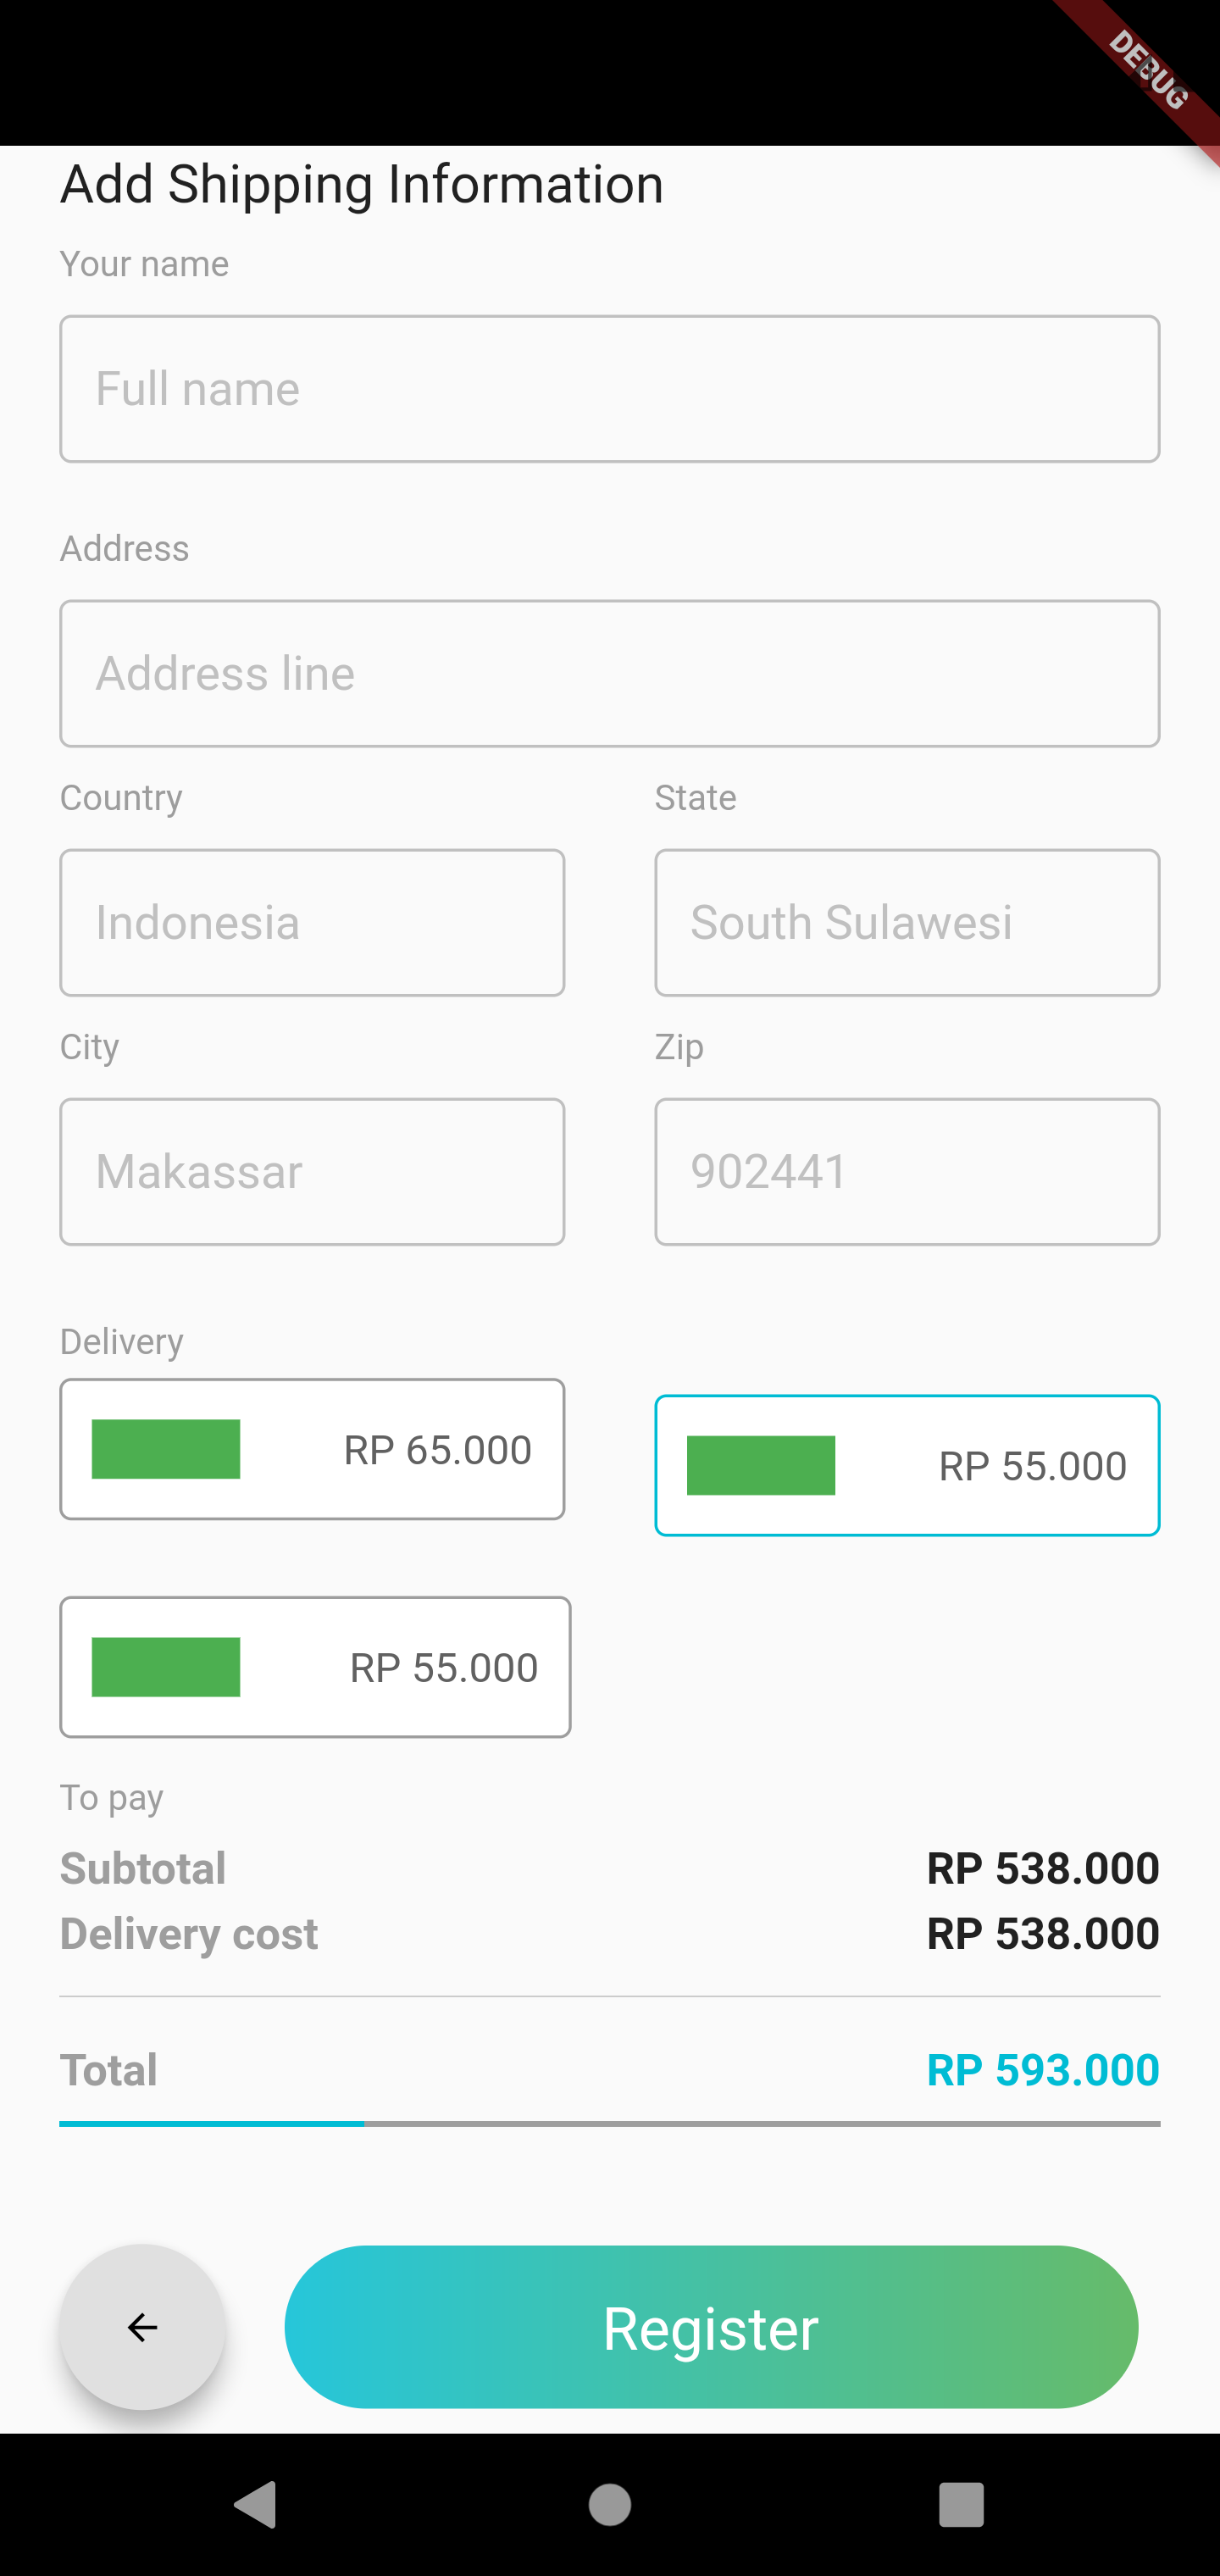 DEBUG
Add Shipping Information
Your name
Full name
Address
Address line
Country State
Indonesia South Sulawesi
City Zip
Makassar 902441
Delivery
RP 65.000 RP 55.000
RP 55.000
To pay
Subtotal RP 538.000
Delivery cost RP 538.000
Total RP 593.000
Register